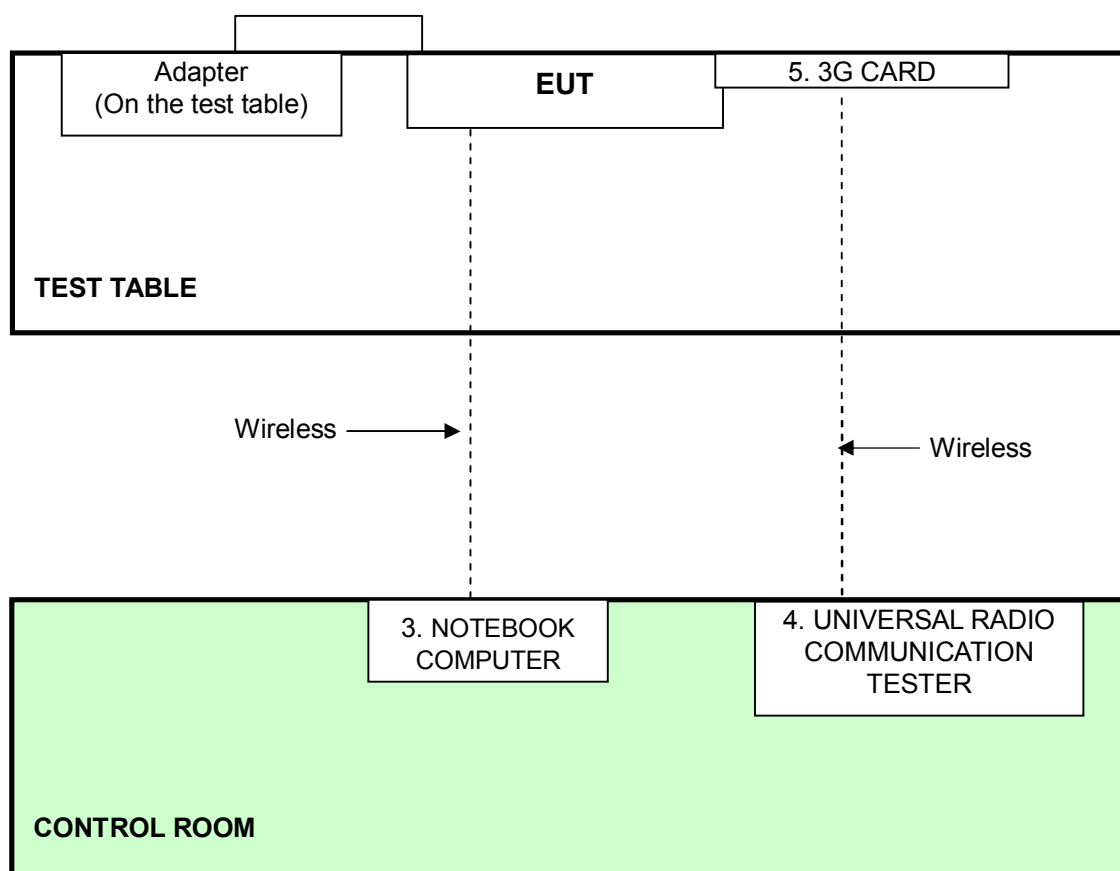 Adapter
(On the test table)
EUT
5. 3G CARD
TEST TABLE
Wireless
Wireless
3. NOTEBOOK
COMPUTER
4. UNIVERSAL RADIO
COMMUNICATION
TESTER
CONTROL ROOM